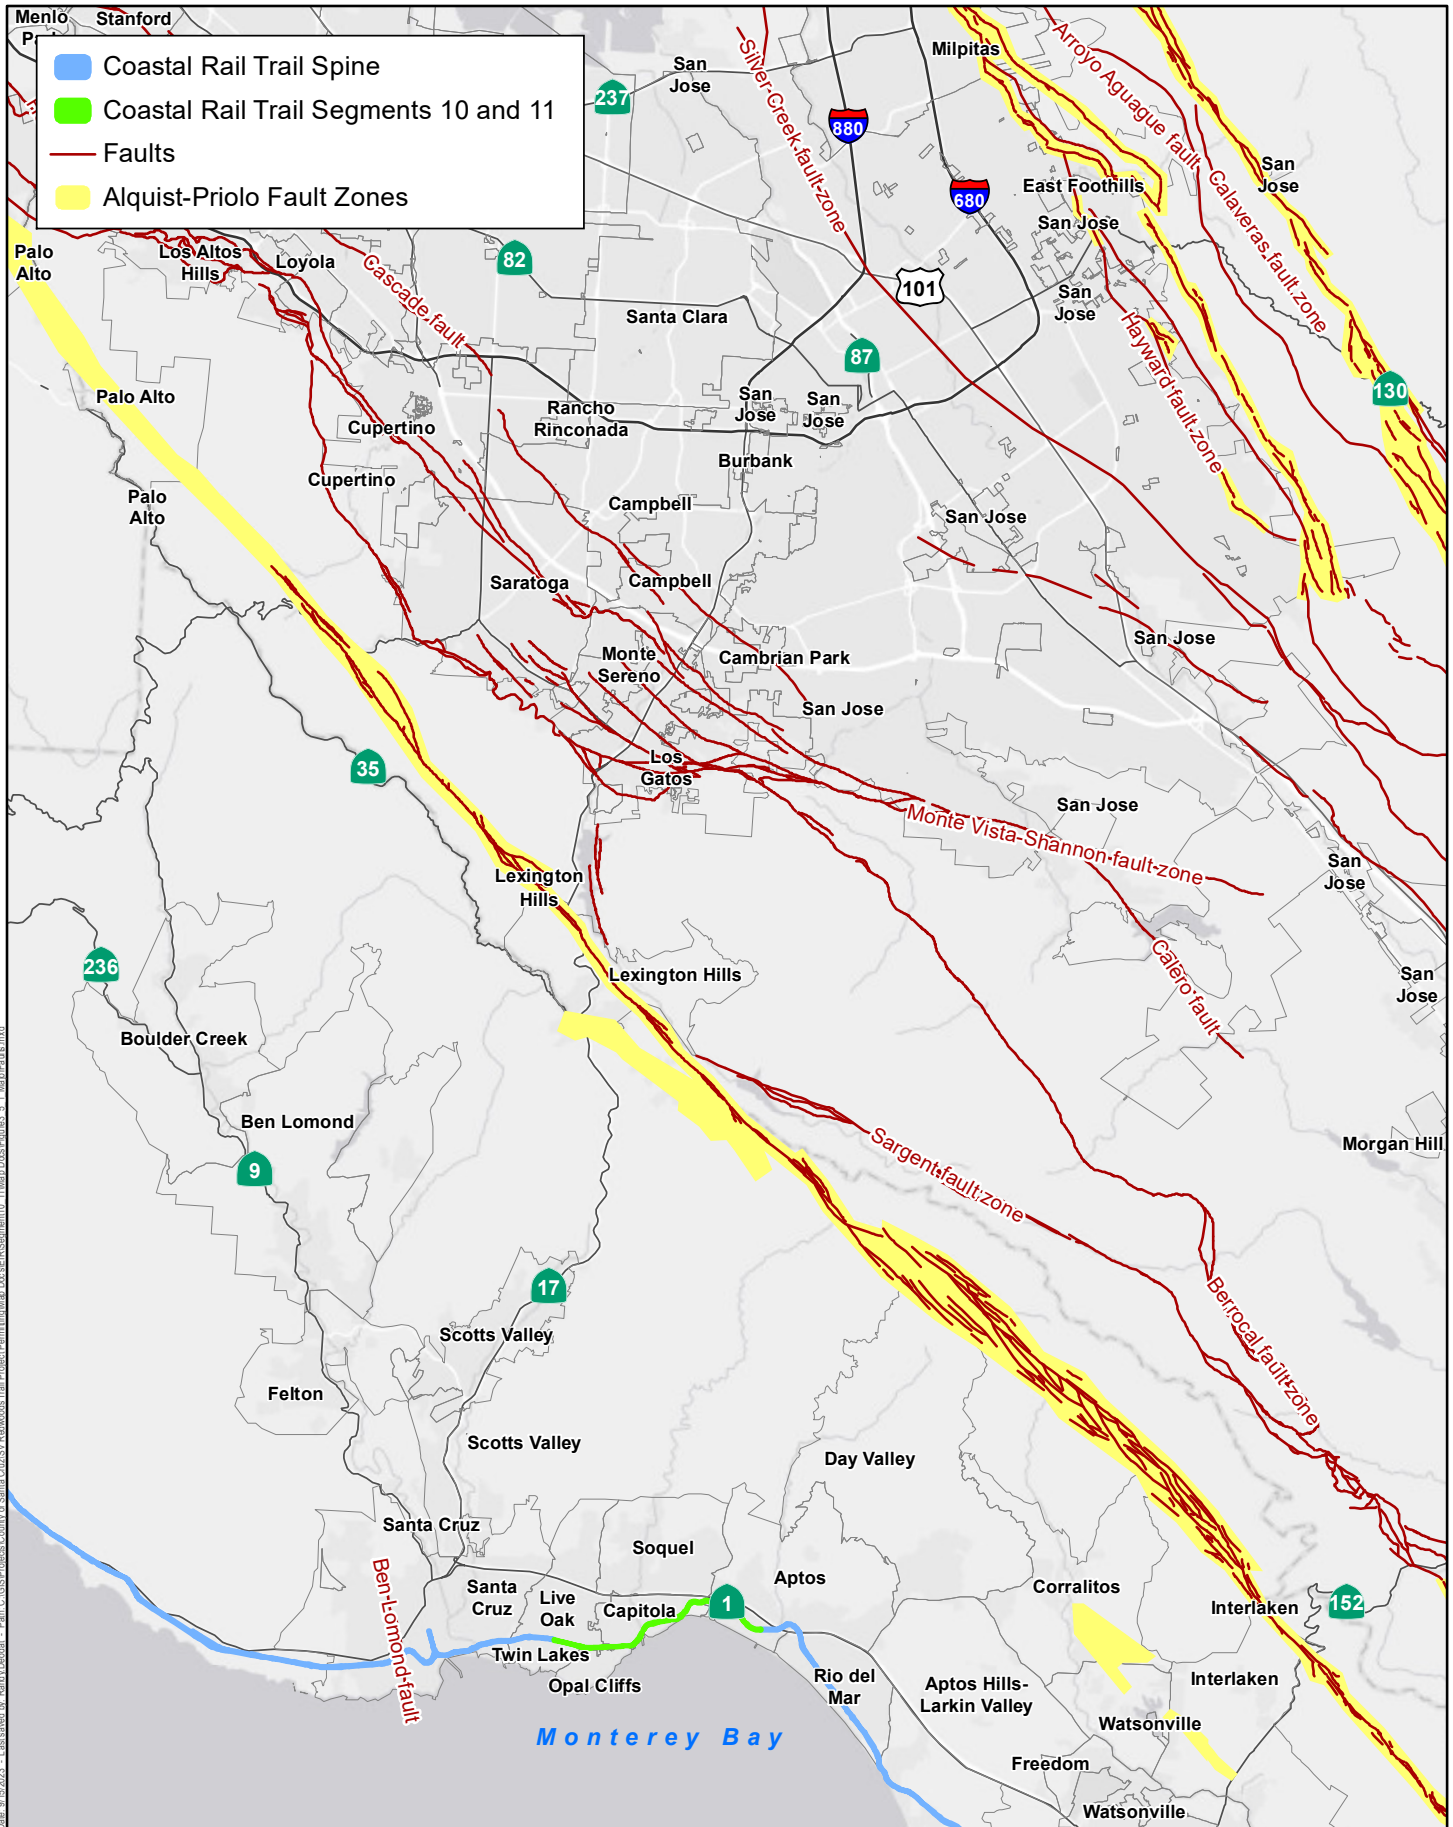 Menlo
Stanford
Coastal Rail Trail Spine
Coastal Rail Trail Segments 10 and 11
Faults
Alquist-Priolo Fault Zones
237
San
Jose
Silver Creek fault zone
880
680
Milpitas
Arroyo Aguague fault
Calaveras fault zone
San
Jose
East Foothills
San Jose
Palo
Alto
Los Altos
Hills
Loyola
Cascade fault
82
Santa Clara
101
San
Jose
87
Hayward fault zone
130
Palo Alto
Cupertino
Rancho
Rinconada
San
Jose
San
Jose
Burbank
Cupertino
Palo
Alto
Campbell
San Jose
Saratoga
Campbell
San Jose
Monte
Sereno
Cambrian Park
San Jose
35
Los
Gatos
San Jose
Monte Vista-Shannon fault zone
San
Jose
Lexington
Hills
236
Lexington Hills
Calero fault
San
Jose
Boulder Creek
Ben Lomond
9
Morgan Hill
Sargent fault zone
17
Scotts Valley
Berrocal fault zone
Felton
Scotts Valley
Day Valley
Santa Cruz
Soquel
Ben Lomond fault
Santa
Cruz
Live
Oak
Capitola
1
Aptos
Corralitos
Interlaken
152
Twin Lakes
Opal Cliffs
Rio del
Mar
Aptos Hills-
Larkin Valley
Interlaken
Monterey Bay
Watsonville
Freedom
Watsonville